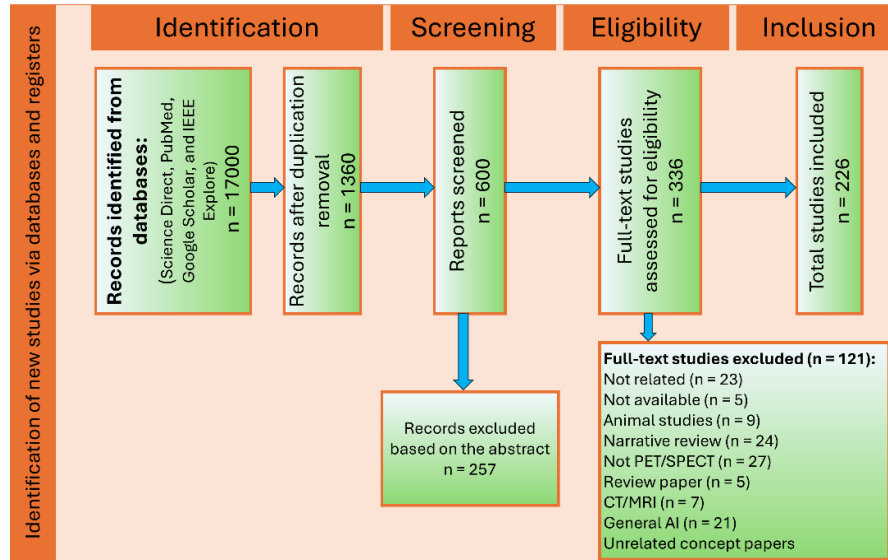 Identification of new studies via databases and registers
Identification
Screening
Eligibility
Inclusion
Records identified from
databases:
(Science Direct, PubMed,
Google Scholar, and IEEE
Explore)
n = 17000
Records after duplication
removal
n = 1360
Reports screened
n = 600
Full-text studies
assessed for eligibility
n = 336
Total studies included
n = 226
Records excluded
based on the abstract
n = 257
Full-text studies excluded (n = 121):
Not related (n = 23)
Not available (n = 5)
Animal studies (n = 9)
Narrative review (n = 24)
Not PET/SPECT (n = 27)
Review paper (n = 5)
CT/MRI (n = 7)
General AI (n = 21)
Unrelated concept papers